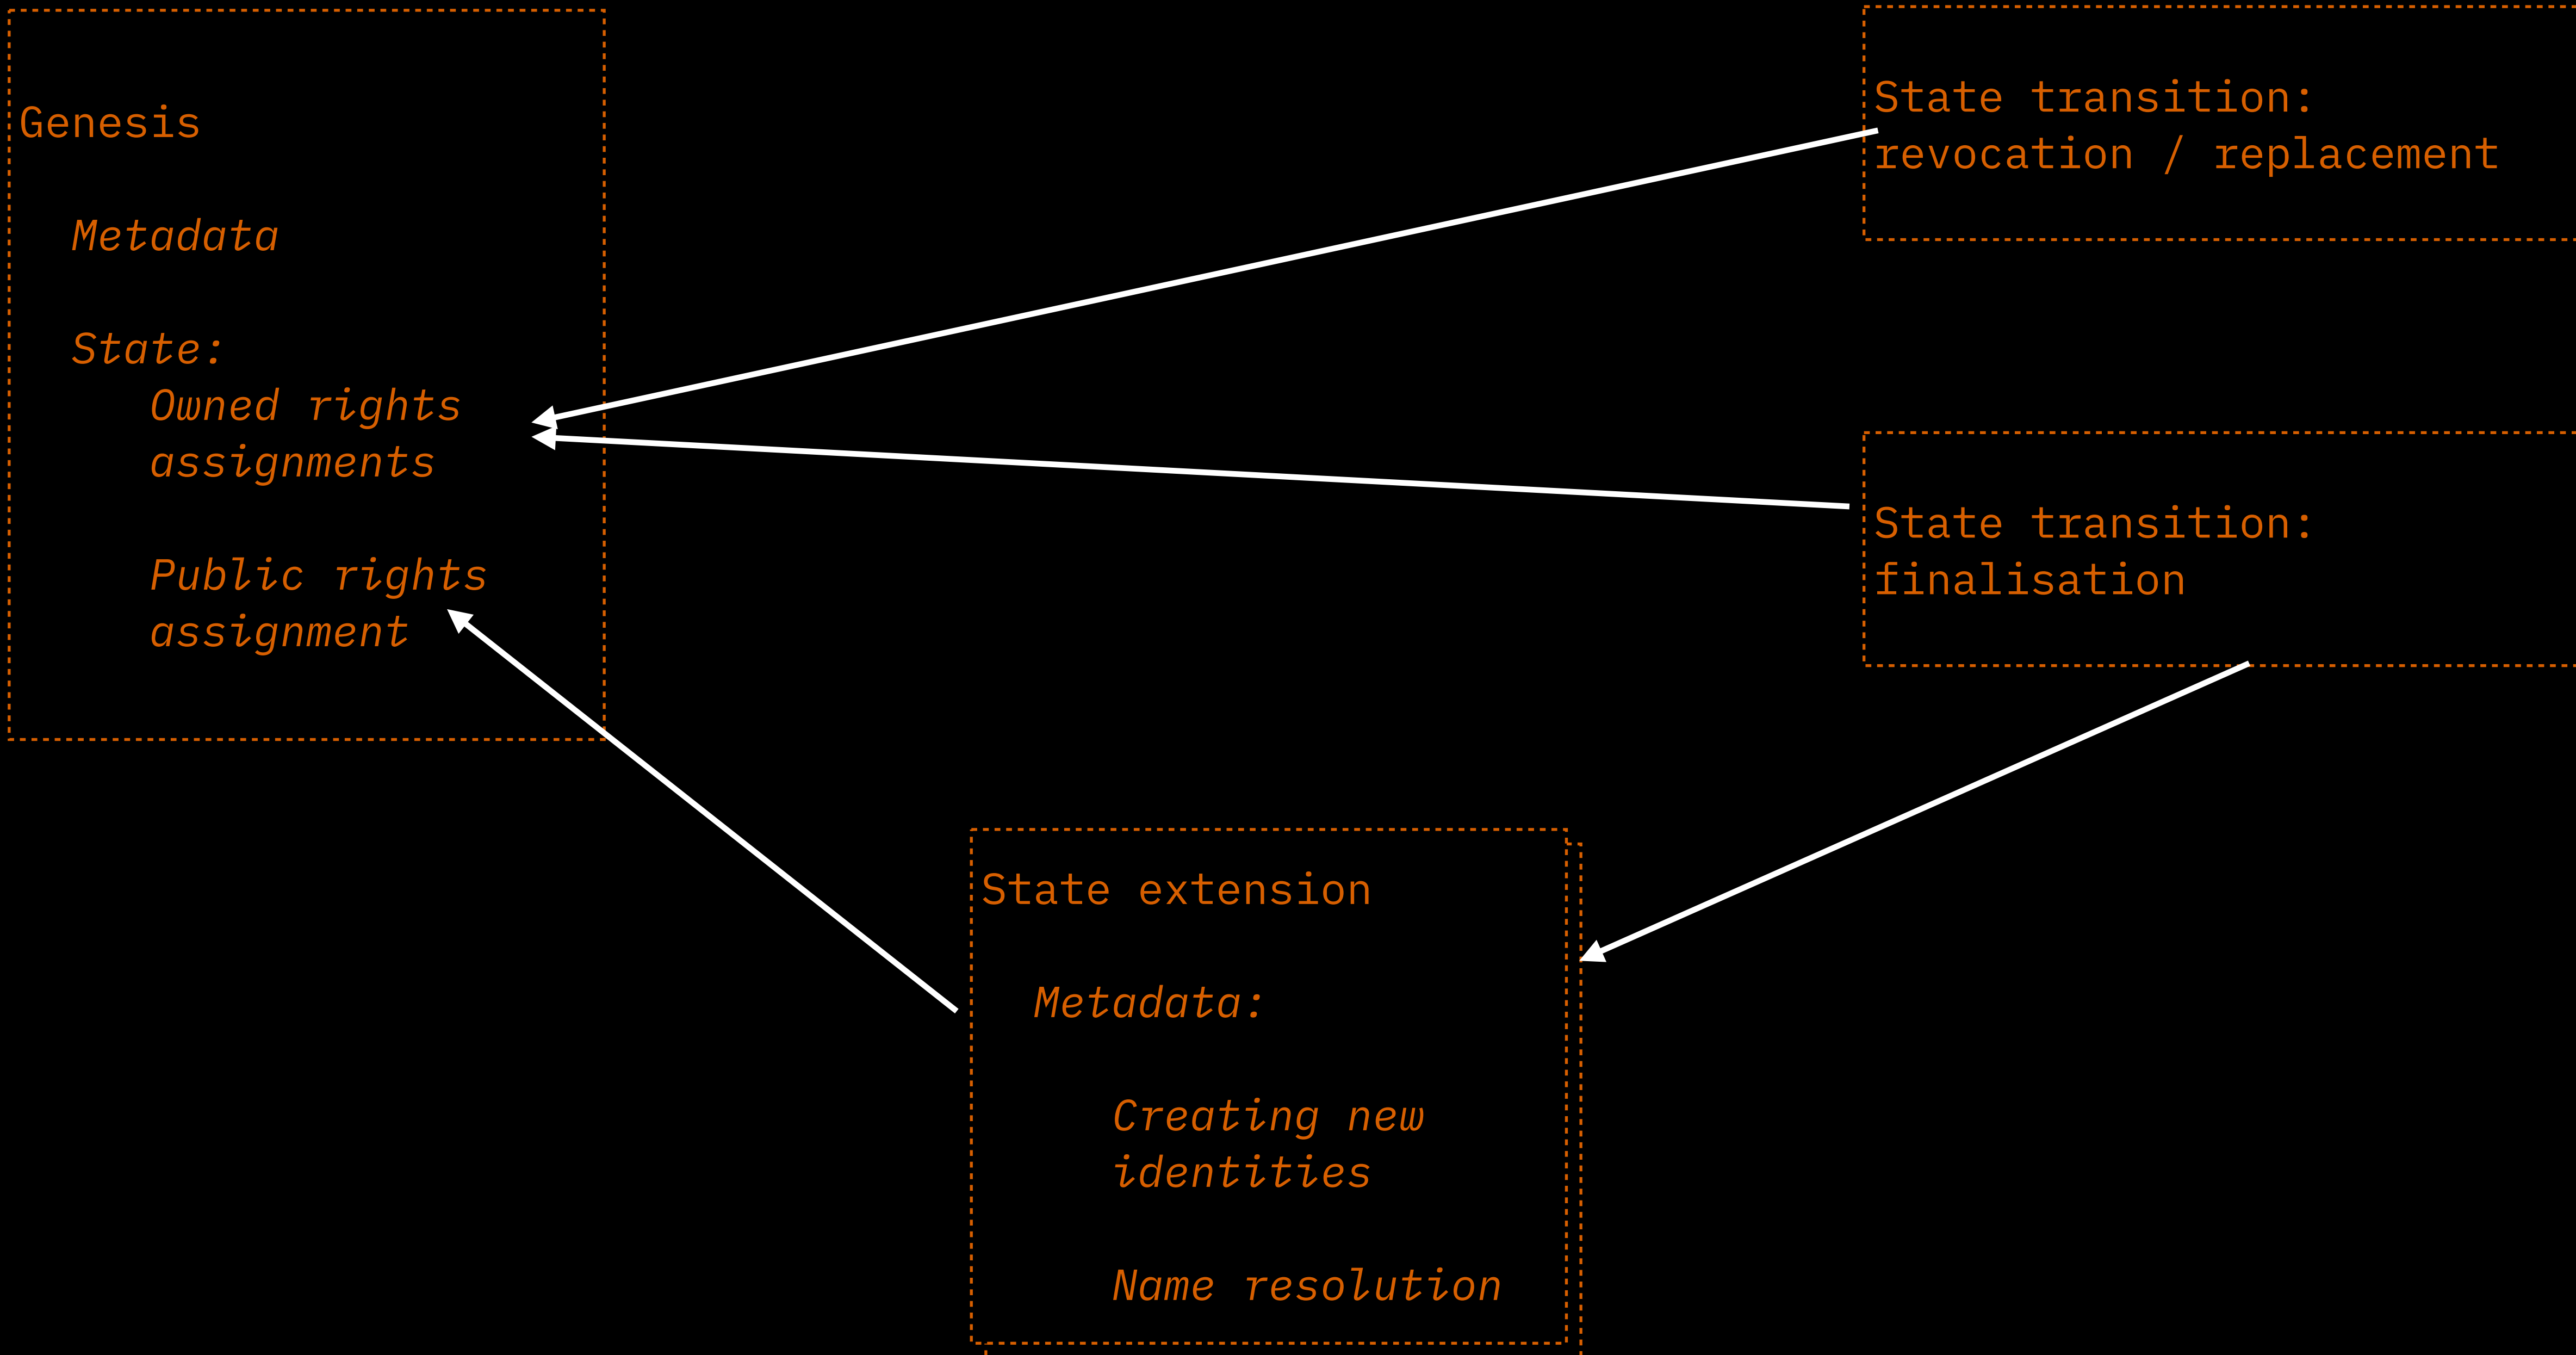 Genesis
Metadata
State:
Owned rights
assignments
Public rights
assignment
State transition:
revocation / replacement
State transition:
finalisation
State extension
Metadata:
Creating new
identities
Name resolution